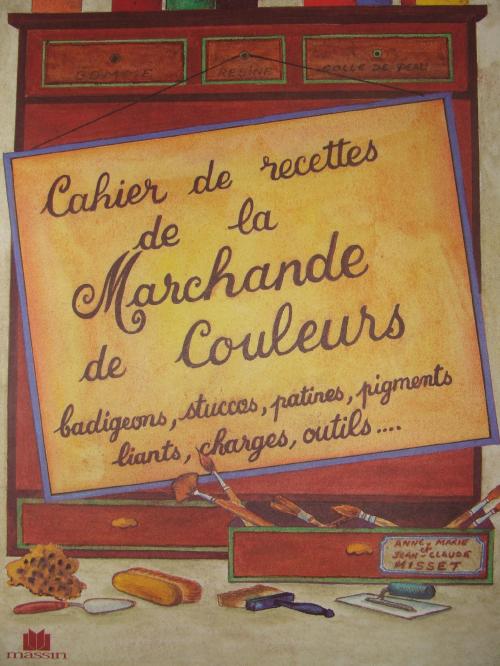 GOMME
RESINE
COLLE DE PEAU
Cahier de recettes
de la
Marchande
de Couleurs
badigeons, stuccos, patines, pigments
liants, charges, outils....
ANNE-MARIE
et
JEAN-CLAUDE
MISSET
massin